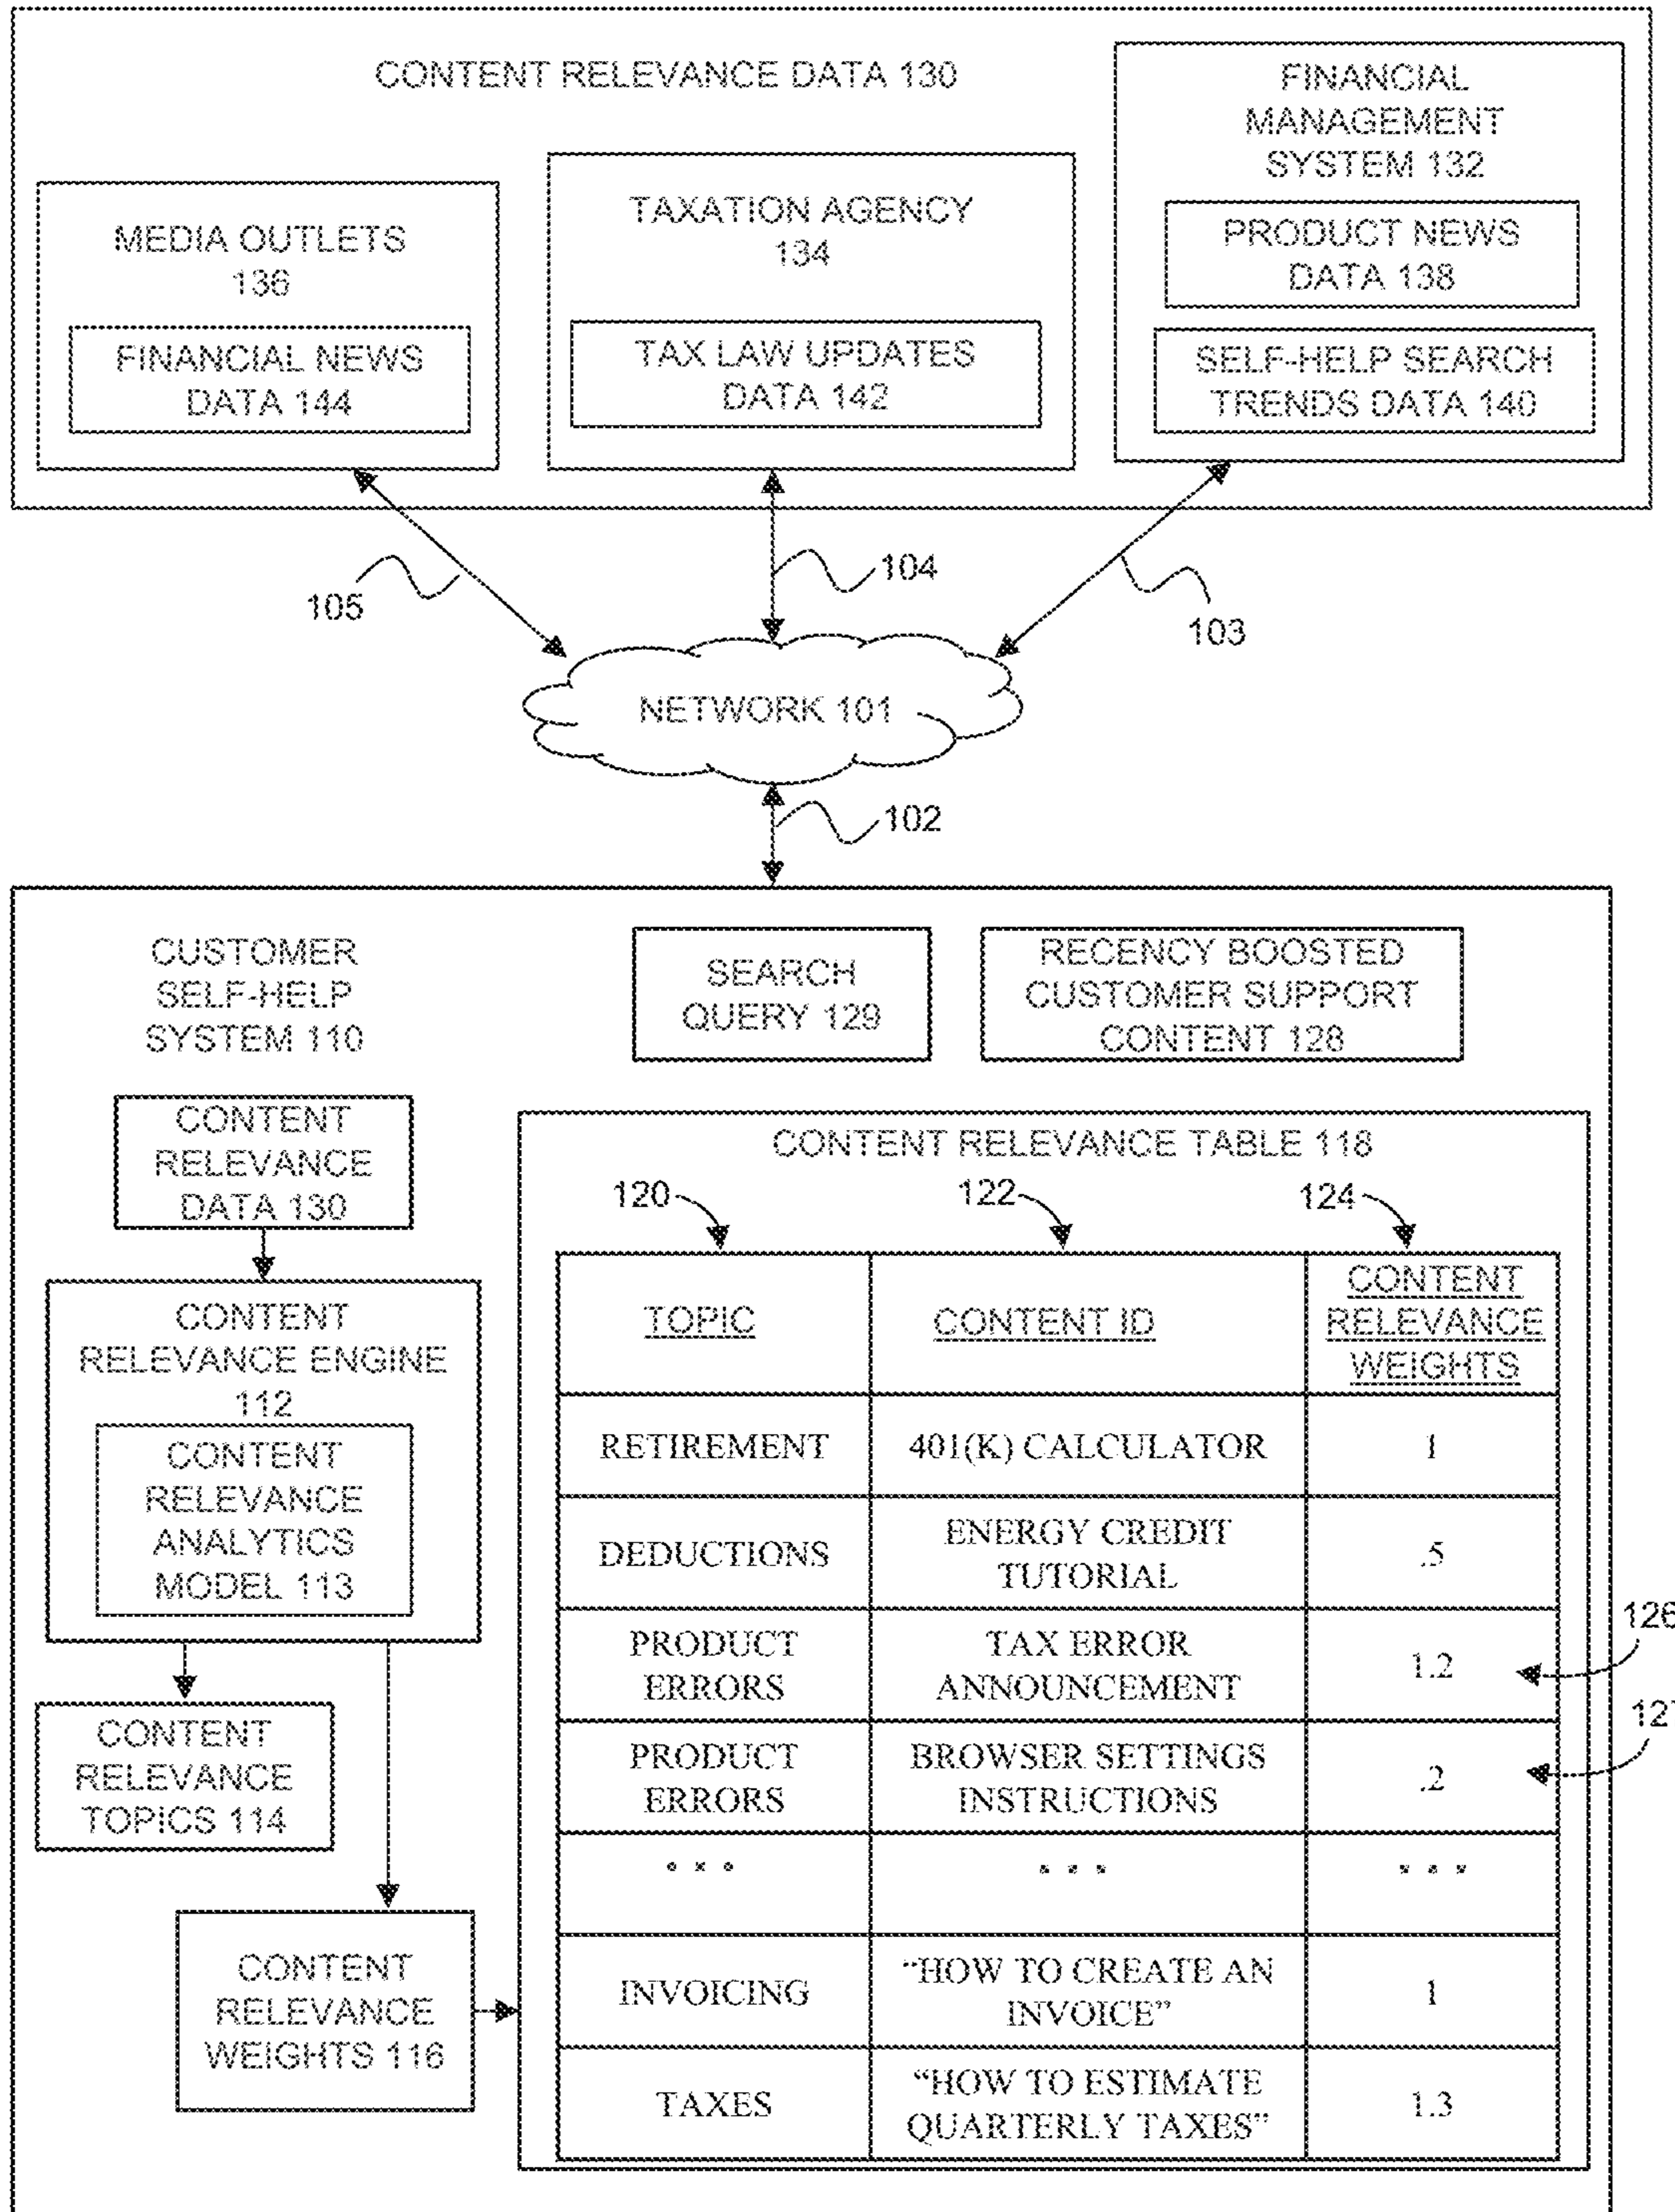 CONTENT RELEVANCE DATA 130
MEDIA OUTLETS
136
FINANCIAL NEWS
DATA 144
TAXATION AGENCY
134
TAX LAW UPDATES
DATA 142
FINANCIAL
MANAGEMENT
SYSTEM 132
PRODUCT NEWS
DATA 138
SELF-HELP SEARCH
TRENDS DATA 140
105
104
103
NETWORK 101
102
CUSTOMER
SELF-HELP
SYSTEM 110
SEARCH
QUERY 129
RECENCY BOOSTED
CUSTOMER SUPPORT
CONTENT 128
CONTENT
RELEVANCE
DATA 130
CONTENT
RELEVANCE ENGINE
112
CONTENT
RELEVANCE
ANALYTICS
MODEL 113
CONTENT
RELEVANCE
TOPICS 114
CONTENT
RELEVANCE
WEIGHTS 116
CONTENT RELEVANCE TABLE 118
120
122
124
TOPIC
CONTENT ID
CONTENT
RELEVANCE
WEIGHTS
RETIREMENT
401(K) CALCULATOR
1
DEDUCTIONS
ENERGY CREDIT
TUTORIAL
.5
PRODUCT
ERRORS
TAX ERROR
ANNOUNCEMENT
1.2
126
PRODUCT
ERRORS
BROWSER SETTINGS
INSTRUCTIONS
.2
. . .
. . .
. . .
INVOICING
“HOW TO CREATE AN
INVOICE”
1
TAXES
“HOW TO ESTIMATE
QUARTERLY TAXES”
1.3